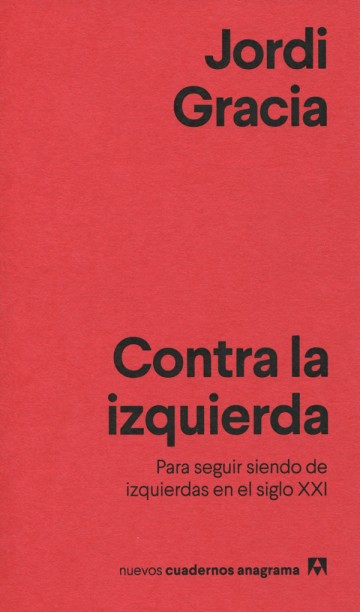 Jordi
Gracia
Contra la
izquierda
Para seguir siendo de
izquierdas en el siglo XXI
nuevos cuadernos anagrama